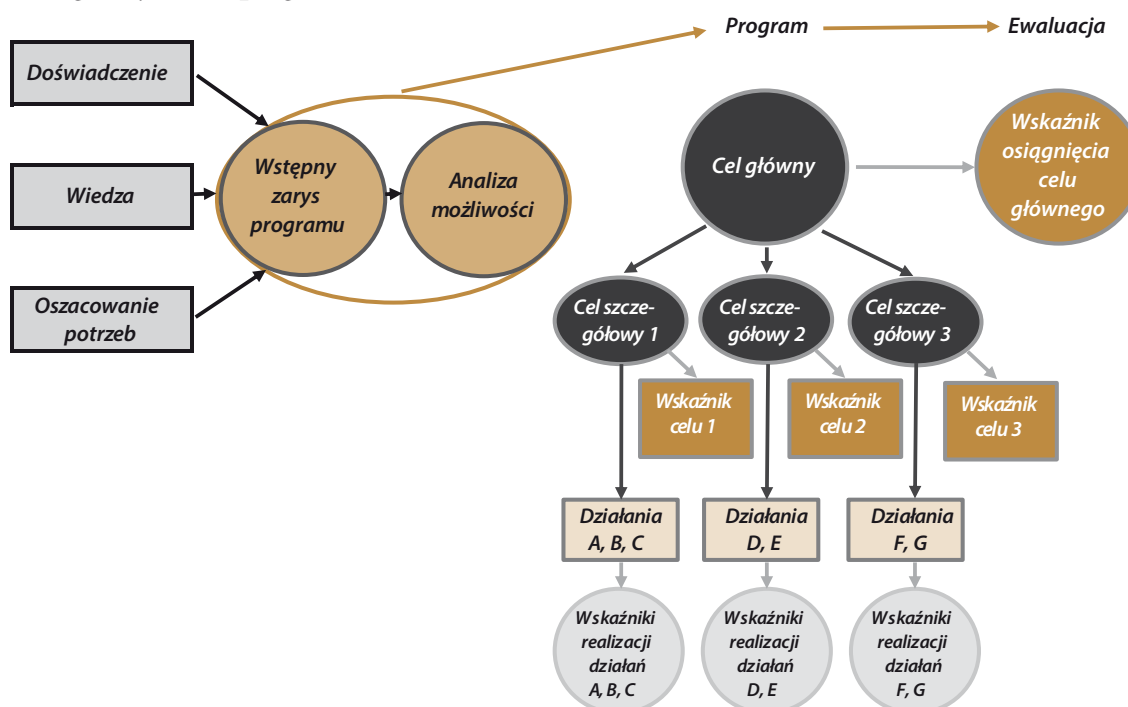 Program
Ewaluacja
Doświadczenie
Wiedza
Oszacowanie
potrzeb
Wstępny
zarys
programu
Analiza
możliwości
Cel główny
Wskaźnik
osiągnięcia
celu
głównego
Cel szcze-
gółowy 1
Cel szcze-
gółowy 2
Cel szcze-
gółowy 3
Wskaźnik
celu 1
Wskaźnik
celu 2
Wskaźnik
celu 3
Działania
A, B, C
Działania
D, E
Działania
F, G
Wskaźniki
realizacji
działań
A, B, C
Wskaźniki
realizacji
działań
D, E
Wskaźniki
realizacji
działań
F, G